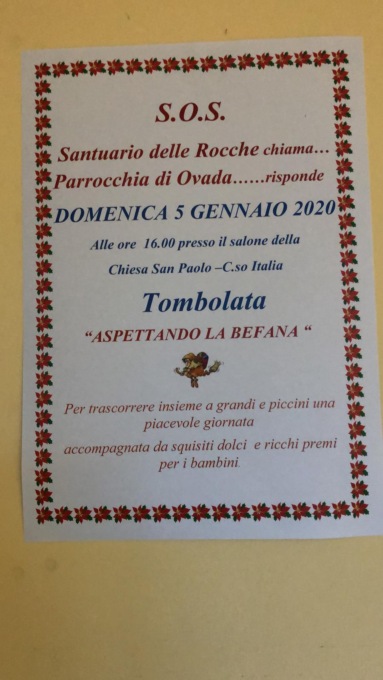 S.O.S.
Santuario delle Rocche chiama…
Parrocchia di Ovada……risponde
DOMENICA 5 GENNAIO 2020
Alle ore 16.00 presso il salone della
Chiesa San Paolo –C.so Italia
Tombolata
“ASPETTANDO LA BEFANA “
Per trascorrere insieme a grandi e piccini una
piacevole giornata
accompagnata da squisiti dolci e ricchi premi
per i bambini.